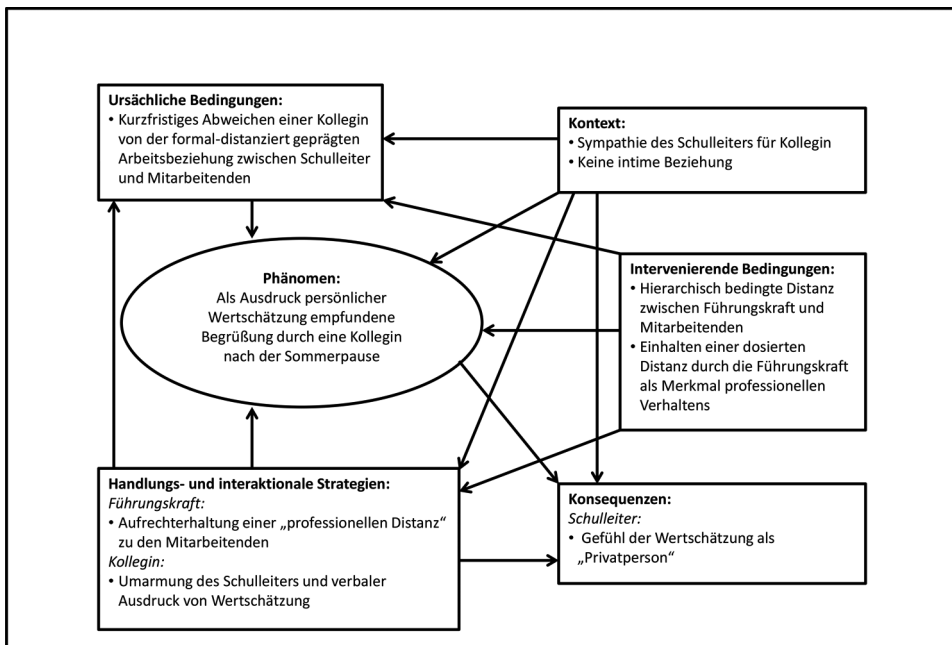 Ursächliche Bedingungen:
• Kurzfristiges Abweichen einer Kollegin
von der formal-distanziert geprägten
Arbeitsbeziehung zwischen Schulleiter
und Mitarbeitenden
Kontext:
• Sympathie des Schulleiters für Kollegin
• Keine intime Beziehung
Phänomen:
Als Ausdruck persönlicher
Wertschätzung empfundene
Begrüßung durch eine Kollegin
nach der Sommerpause
Intervenierende Bedingungen:
• Hierarchisch bedingte Distanz
zwischen Führungskraft und
Mitarbeitenden
• Einhalten einer dosierten
Distanz durch die Führungskraft
als Merkmal professionellen
Verhaltens
Handlungs- und interaktionale Strategien:
Führungskraft:
• Aufrechterhaltung einer „professionellen Distanz“
zu den Mitarbeitenden
Kollegin:
• Umarmung des Schulleiters und verbaler
Ausdruck von Wertschätzung
Konsequenzen:
Schulleiter:
• Gefühl der Wertschätzung als
„Privatperson“